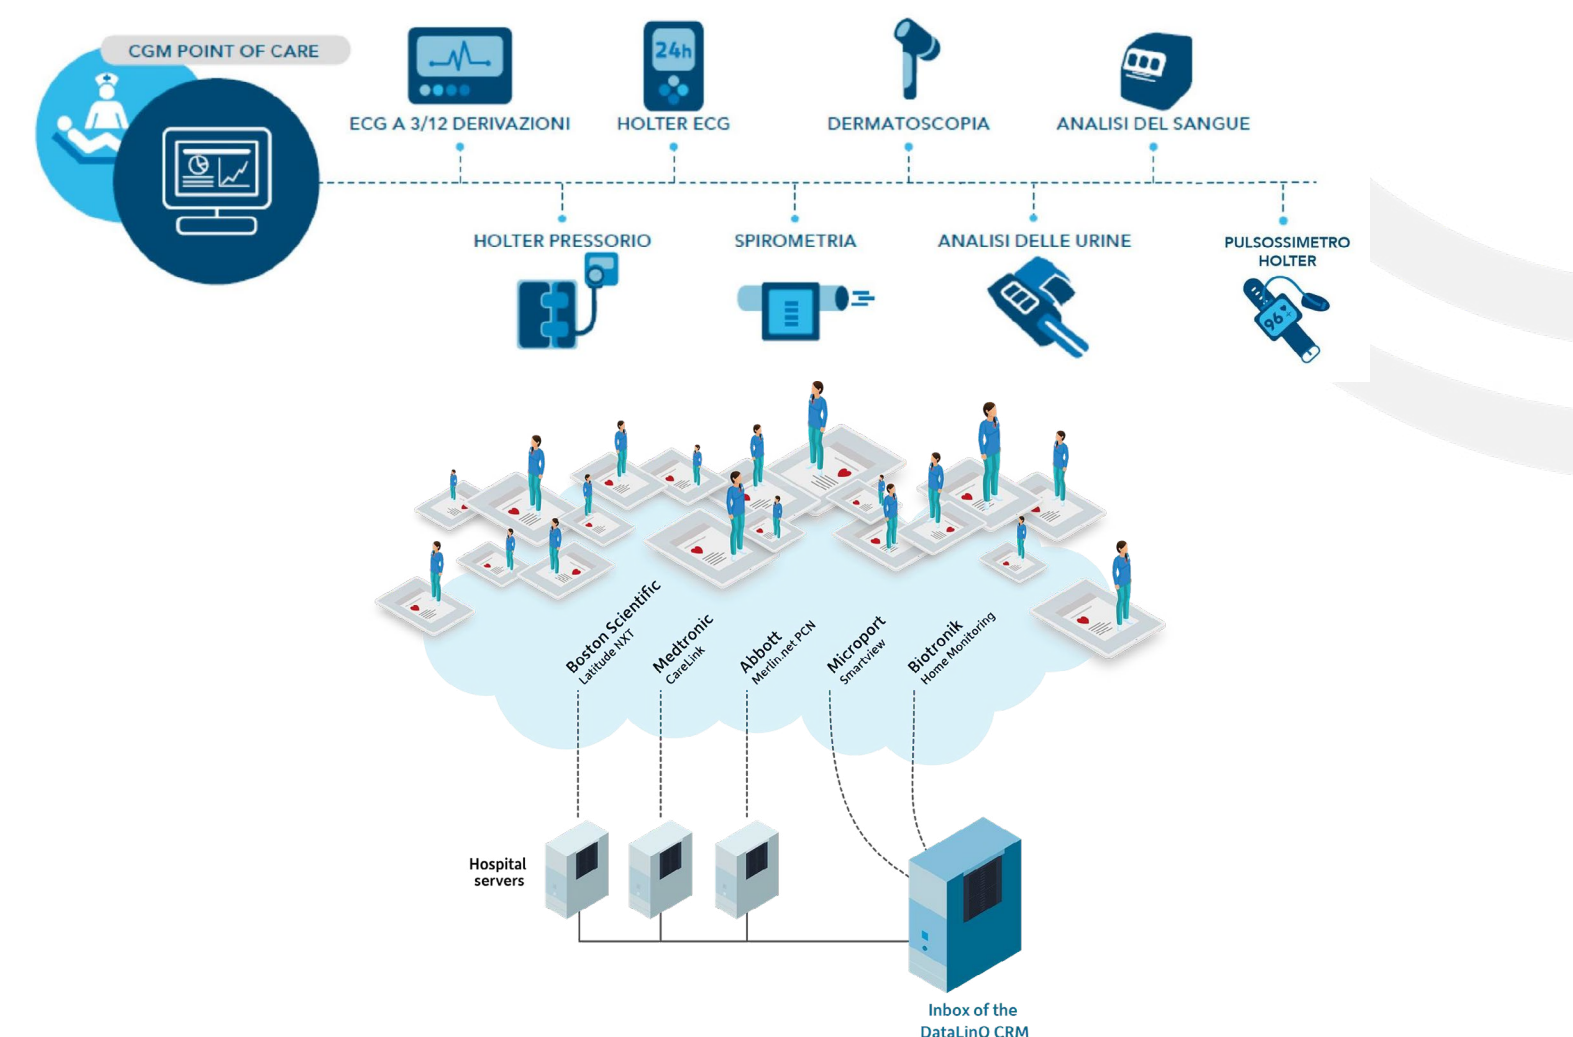 CGM POINT OF CARE
24h
ECG A 3/12 DERIVAZIONI
HOLTER ECG
DERMATOSCOPIA
ANALISI DEL SANGUE
HOLTER PRESSORIO
SPIROMETRIA
ANALISI DELLE URINE
PULSOSSIMETRO
HOLTER
96
Boston Scientific
Latitude NXT
Medtronic
CareLink
Abbott
Merlin.net PCN
Microport
Smartview
Biotronik
Home Monitoring
Hospital
servers
Inbox of the
DataLinQ CRM